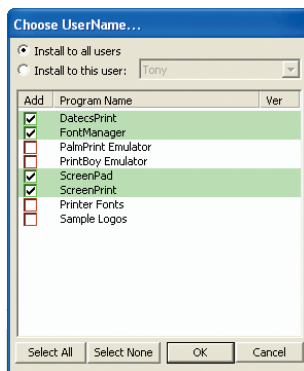 Choose UserName...
Install to all users
Install to this user: Tony
Add Program Name Ver
DatecsPrint
FontManager
PalmPrint Emulator
PrintBoy Emulator
ScreenPad
ScreenPrint
Printer Fonts
Sample Logos
Select All Select None OK Cancel